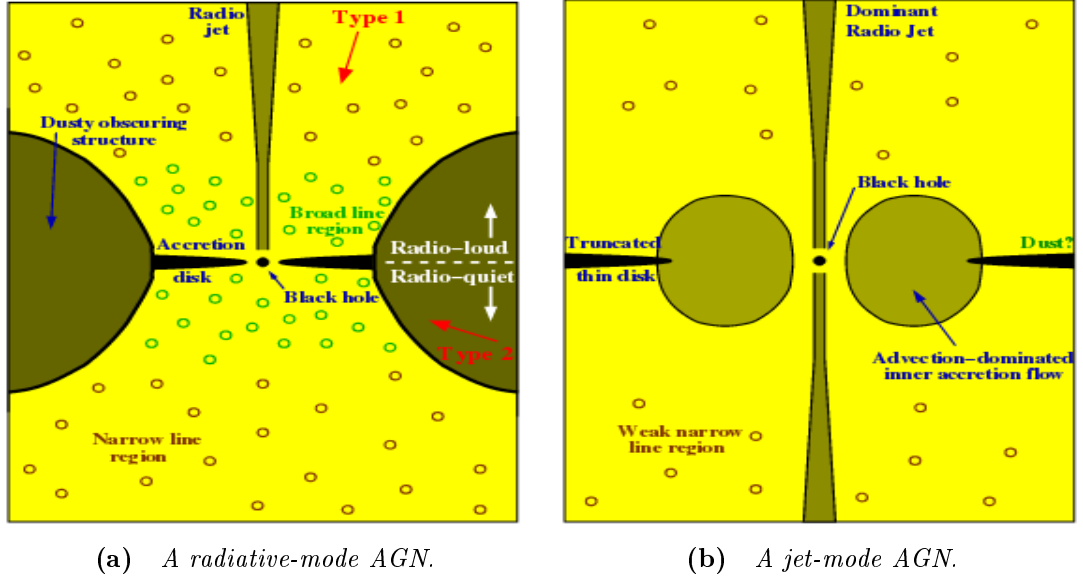 Radio
jet
Type 1
Dusty obscuring
structure
Broad line
region
Accretion
disk
Radio-loud
Radio-quiet
Black hole
Type 2
Narrow line
region
(a) A radiative-mode AGN.
Dominant
Radio Jet
Black hole
Truncated
thin disk
Dust?
Advection-dominated
inner accretion flow
Weak narrow
line region
(b) A jet-mode AGN.